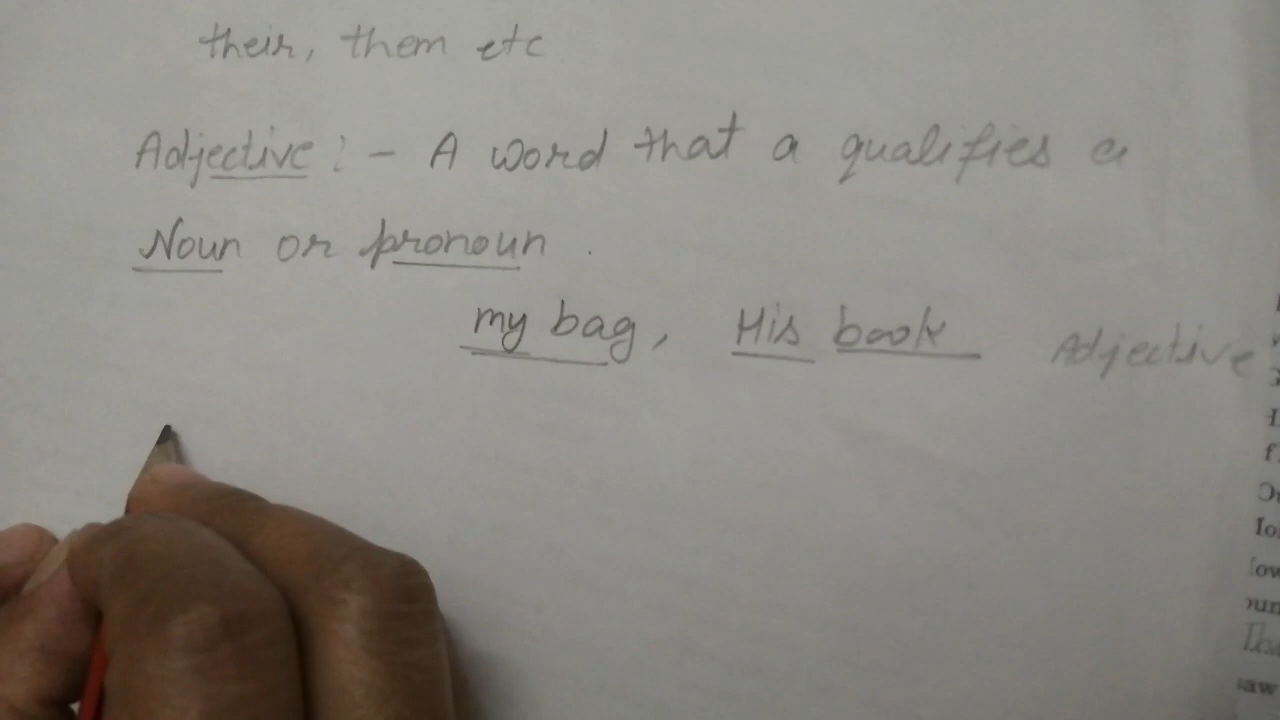 their, them etc
Adjective :- A word that a qualifies a
Noun or pronoun .
my bag, His book Adjective